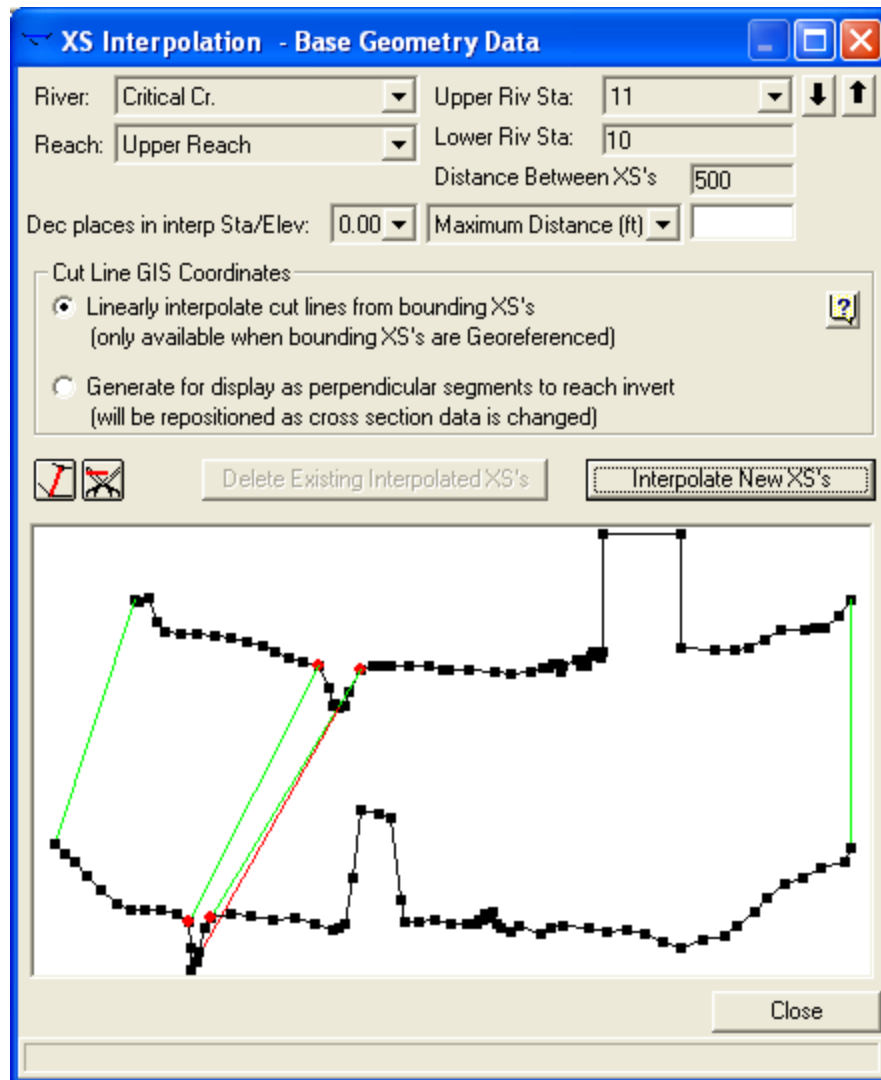 XS Interpolation - Base Geometry Data
River: Critical Cr. Upper Riv Sta: 11
Reach: Upper Reach Lower Riv Sta: 10
Distance Between XS's 500
Dec places in interp Sta/Elev: 0.00 Maximum Distance (ft)
Cut Line GIS Coordinates
Linearly interpolate cut lines from bounding XS's
(only available when bounding XS's are Georeferenced)
?
Generate for display as perpendicular segments to reach invert
(will be repositioned as cross section data is changed)
Delete Existing Interpolated XS's Interpolate New XS's
Close